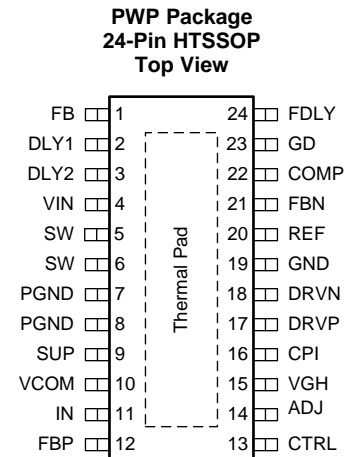 PWP Package
24-Pin HTSSOP
Top View
FB 1 24 FDLY
DLY1 2 23 GD
DLY2 3 22 COMP
VIN 4 21 FBN
SW 5 20 REF
SW 6 19 GND
PGND 7 18 DRVN
PGND 8 17 DRVP
SUP 9 16 CPI
VCOM 10 15 VGH
IN 11 14 ADJ
FBP 12 13 CTRL
Thermal Pad